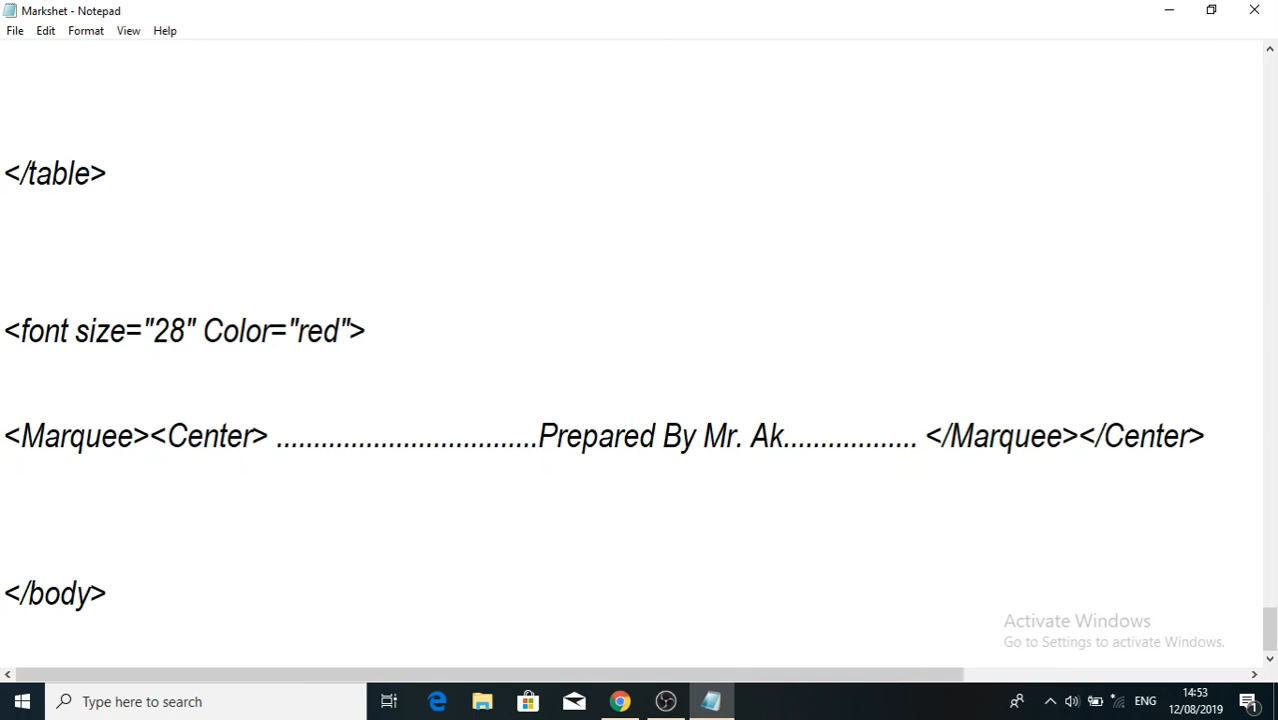 Markshet - Notepad
File Edit Format View Help
</table>
<font size="28" Color="red">
<Marquee><Center> ...................................Prepared By Mr. Ak.................. </Marquee></Center>
</body>
Activate Windows
Go to Settings to activate Windows.
Type here to search
ENG
14:53
12/08/2019
1